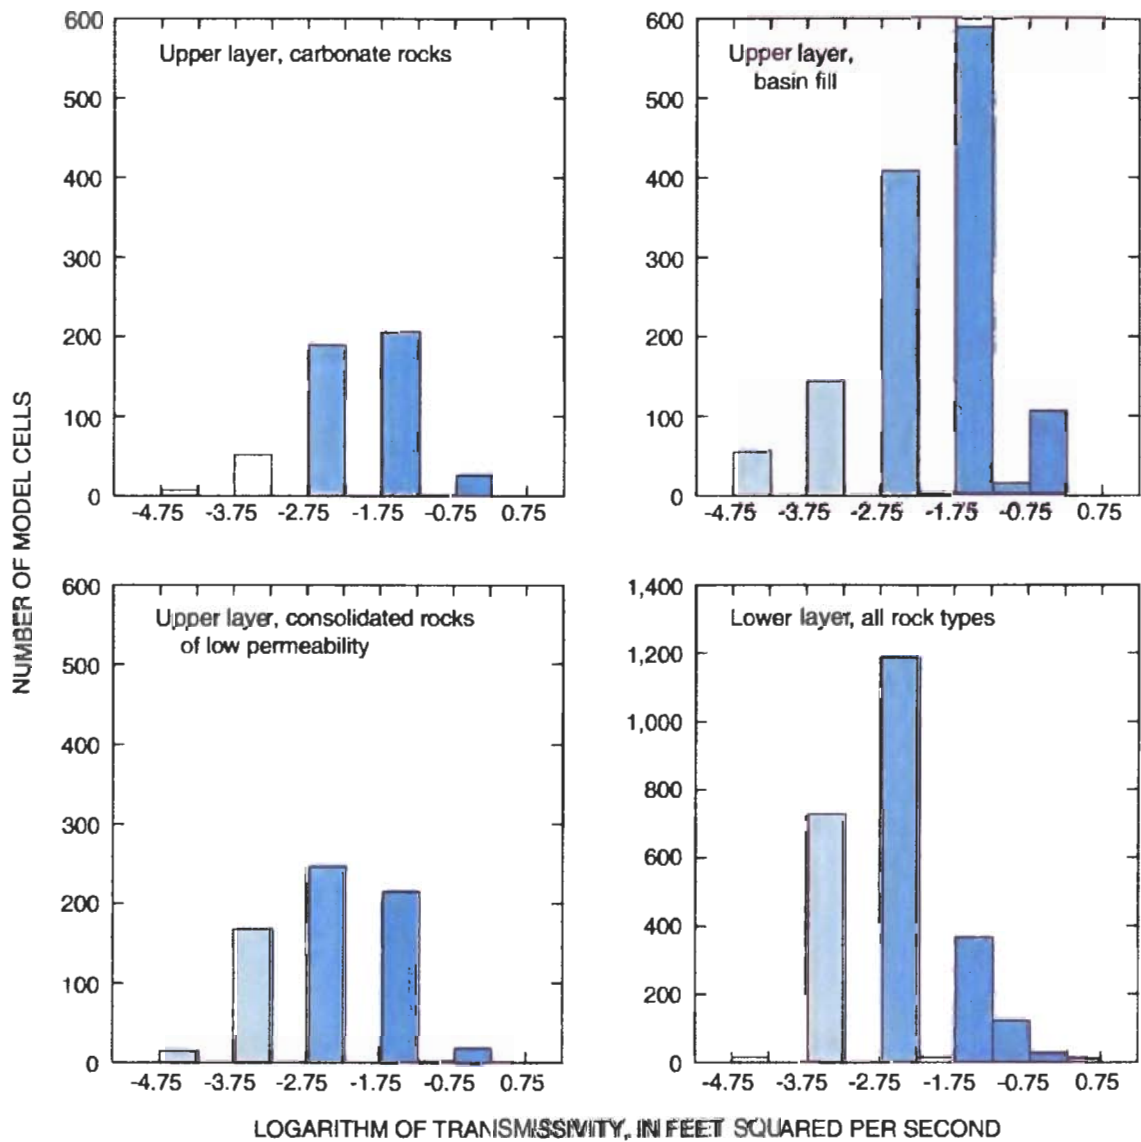 NUMBER OF MODEL CELLS
600
500
400
300
200
100
0
Upper layer, carbonate rocks
-4.75 -3.75 -2.75 -1.75 -0.75 0.75
600
500
400
300
200
100
0
Upper layer,
basin fill
-4.75 -3.75 -2.75 -1.75 -0.75 0.75
600
500
400
300
200
100
0
Upper layer, consolidated rocks
of low permeability
-4.75 -3.75 -2.75 -1.75 -0.75 0.75
1,400
1,200
1,000
800
600
400
200
0
Lower layer, all rock types
-4.75 -3.75 -2.75 -1.75 -0.75 0.75
LOGARITHM OF TRANSMISSIVITY, IN FEET SQUARED PER SECOND